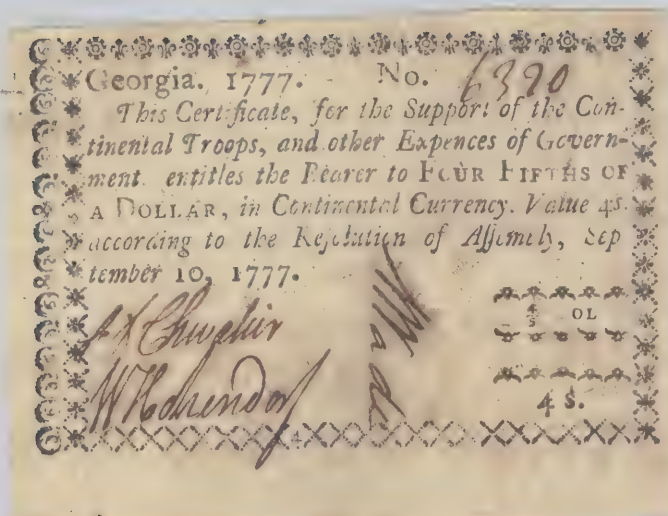 Georgia. 1777. No. 6390
This Certificate, for the Support of the Con-
tinental Troops, and other Expences of Govern-
ment. entitles the Bearer to FOUR FIFTHS OF
A DOLLAR, in Continental Currency. Value 4s.
according to the Resolution of Assembly, Sep
tember 10, 1777.
Wade
4/5 OL
4 S.